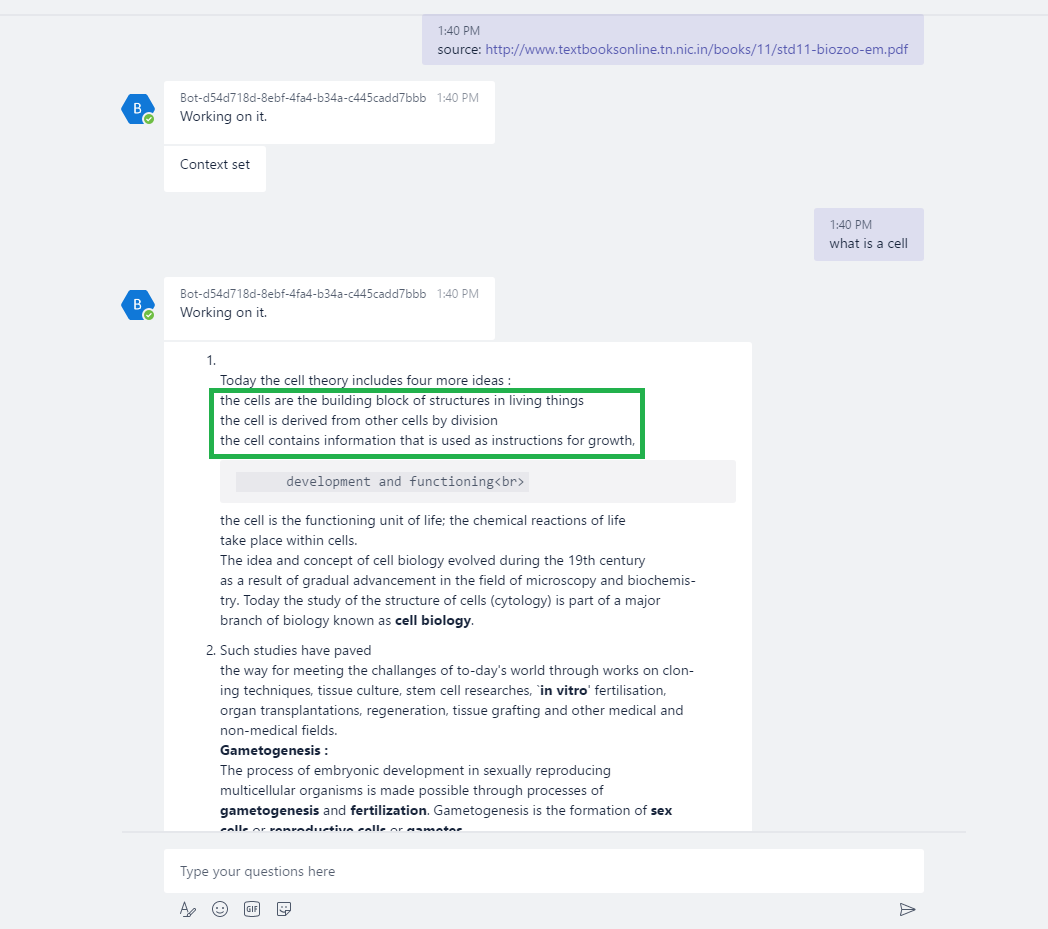 1:40 PM
source: http://www.textbooksonline.tn.nic.in/books/11/std11-biozoo-em.pdf
B
Bot-d54d718d-8ebf-4fa4-b34a-c445cadd7bbb 1:40 PM
Working on it.
Context set
1:40 PM
what is a cell
B
Bot-d54d718d-8ebf-4fa4-b34a-c445cadd7bbb 1:40 PM
Working on it.
1.
Today the cell theory includes four more ideas :
the cells are the building block of structures in living things
the cell is derived from other cells by division
the cell contains information that is used as instructions for growth,
development and functioning<br>
the cell is the functioning unit of life; the chemical reactions of life
take place within cells.
The idea and concept of cell biology evolved during the 19th century
as a result of gradual advancement in the field of microscopy and biochemis-
try. Today the study of the structure of cells (cytology) is part of a major
branch of biology known as cell biology.
2. Such studies have paved
the way for meeting the challanges of to-day's world through works on clon-
ing techniques, tissue culture, stem cell researches, `in vitro' fertilisation,
organ transplantations, regeneration, tissue grafting and other medical and
non-medical fields.
Gametogenesis :
The process of embryonic development in sexually reproducing
multicellular organisms is made possible through processes of
gametogenesis and fertilization. Gametogenesis is the formation of sex
cells or reproductive cells or gametes.
Type your questions here
GIF